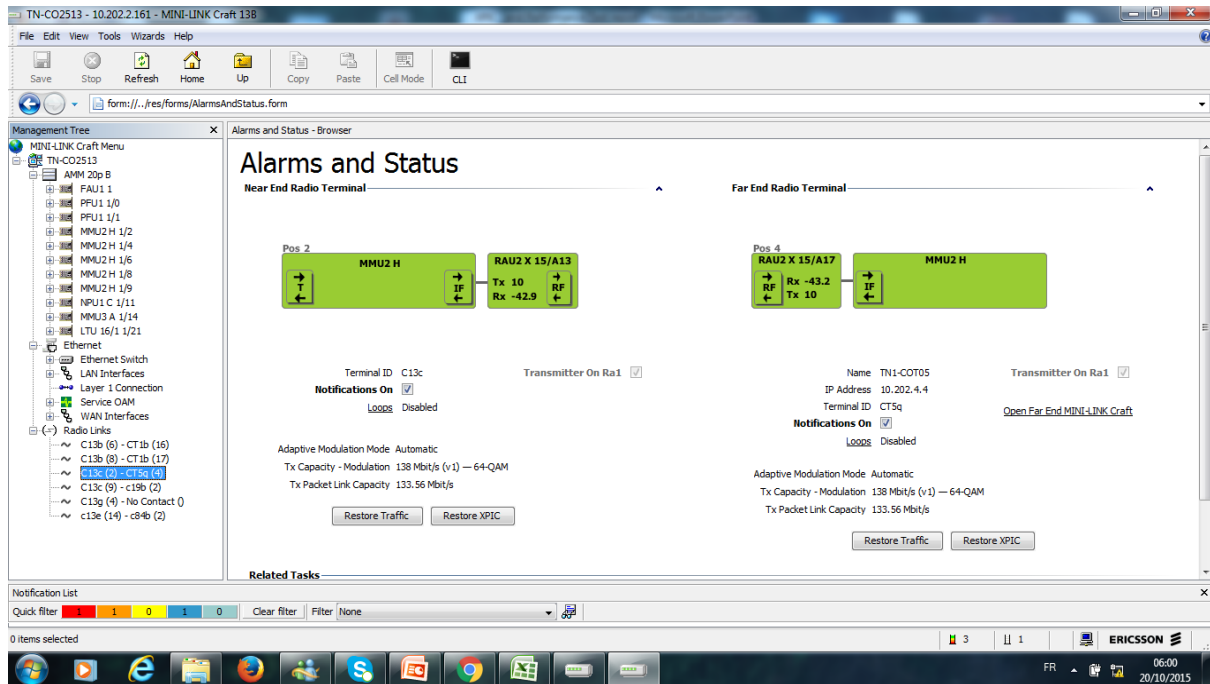 TN-CO2513 - 10.202.2.161 - MINI-LINK Craft 13B
File Edit View Tools Wizards Help
Save Stop Refresh Home Up Copy Paste Cell Mode CLI
form://../res/forms/AlarmsAndStatus.form
Management Tree X
MINI-LINK Craft Menu
TN-CO2513
AMM 20p B
FAU1 1
PFU1 1/0
PFU1 1/1
MMU2 H 1/2
MMU2 H 1/4
MMU2 H 1/6
MMU2 H 1/8
MMU2 H 1/9
NPU1 C 1/11
MMU3 A 1/14
LTU 16/1 1/21
Ethernet
Ethernet Switch
LAN Interfaces
Layer 1 Connection
Service OAM
WAN Interfaces
Radio Links
C13b (6) - CT1b (16)
C13b (8) - CT1b (17)
C13c (2) - CT5q (4)
C13c (9) - c19b (2)
C13g (4) - No Contact ()
c13e (14) - c84b (2)
Alarms and Status - Browser
Alarms and Status
Near End Radio Terminal
Pos 2
MMU2 H
T
IF
RAU2 X 15/A13
Tx 10
Rx -42.9
RF
Terminal ID C13c Transmitter On Ra1
Notifications On
Loops Disabled
Adaptive Modulation Mode Automatic
Tx Capacity - Modulation 138 Mbit/s (v1) — 64-QAM
Tx Packet Link Capacity 133.56 Mbit/s
Restore Traffic Restore XPIC
Far End Radio Terminal
Pos 4
RAU2 X 15/A17
RF
Rx -43.2
Tx 10
MMU2 H
IF
Name TN1-COT05 Transmitter On Ra1
IP Address 10.202.4.4
Terminal ID CT5q Open Far End MINI-LINK Craft
Notifications On
Loops Disabled
Adaptive Modulation Mode Automatic
Tx Capacity - Modulation 138 Mbit/s (v1) — 64-QAM
Tx Packet Link Capacity 133.56 Mbit/s
Restore Traffic Restore XPIC
Related Tasks
Notification List X
Quick filter 1 1 0 1 0 Clear filter Filter None
0 items selected 3 1 ERICSSON
FR 06:00
20/10/2015